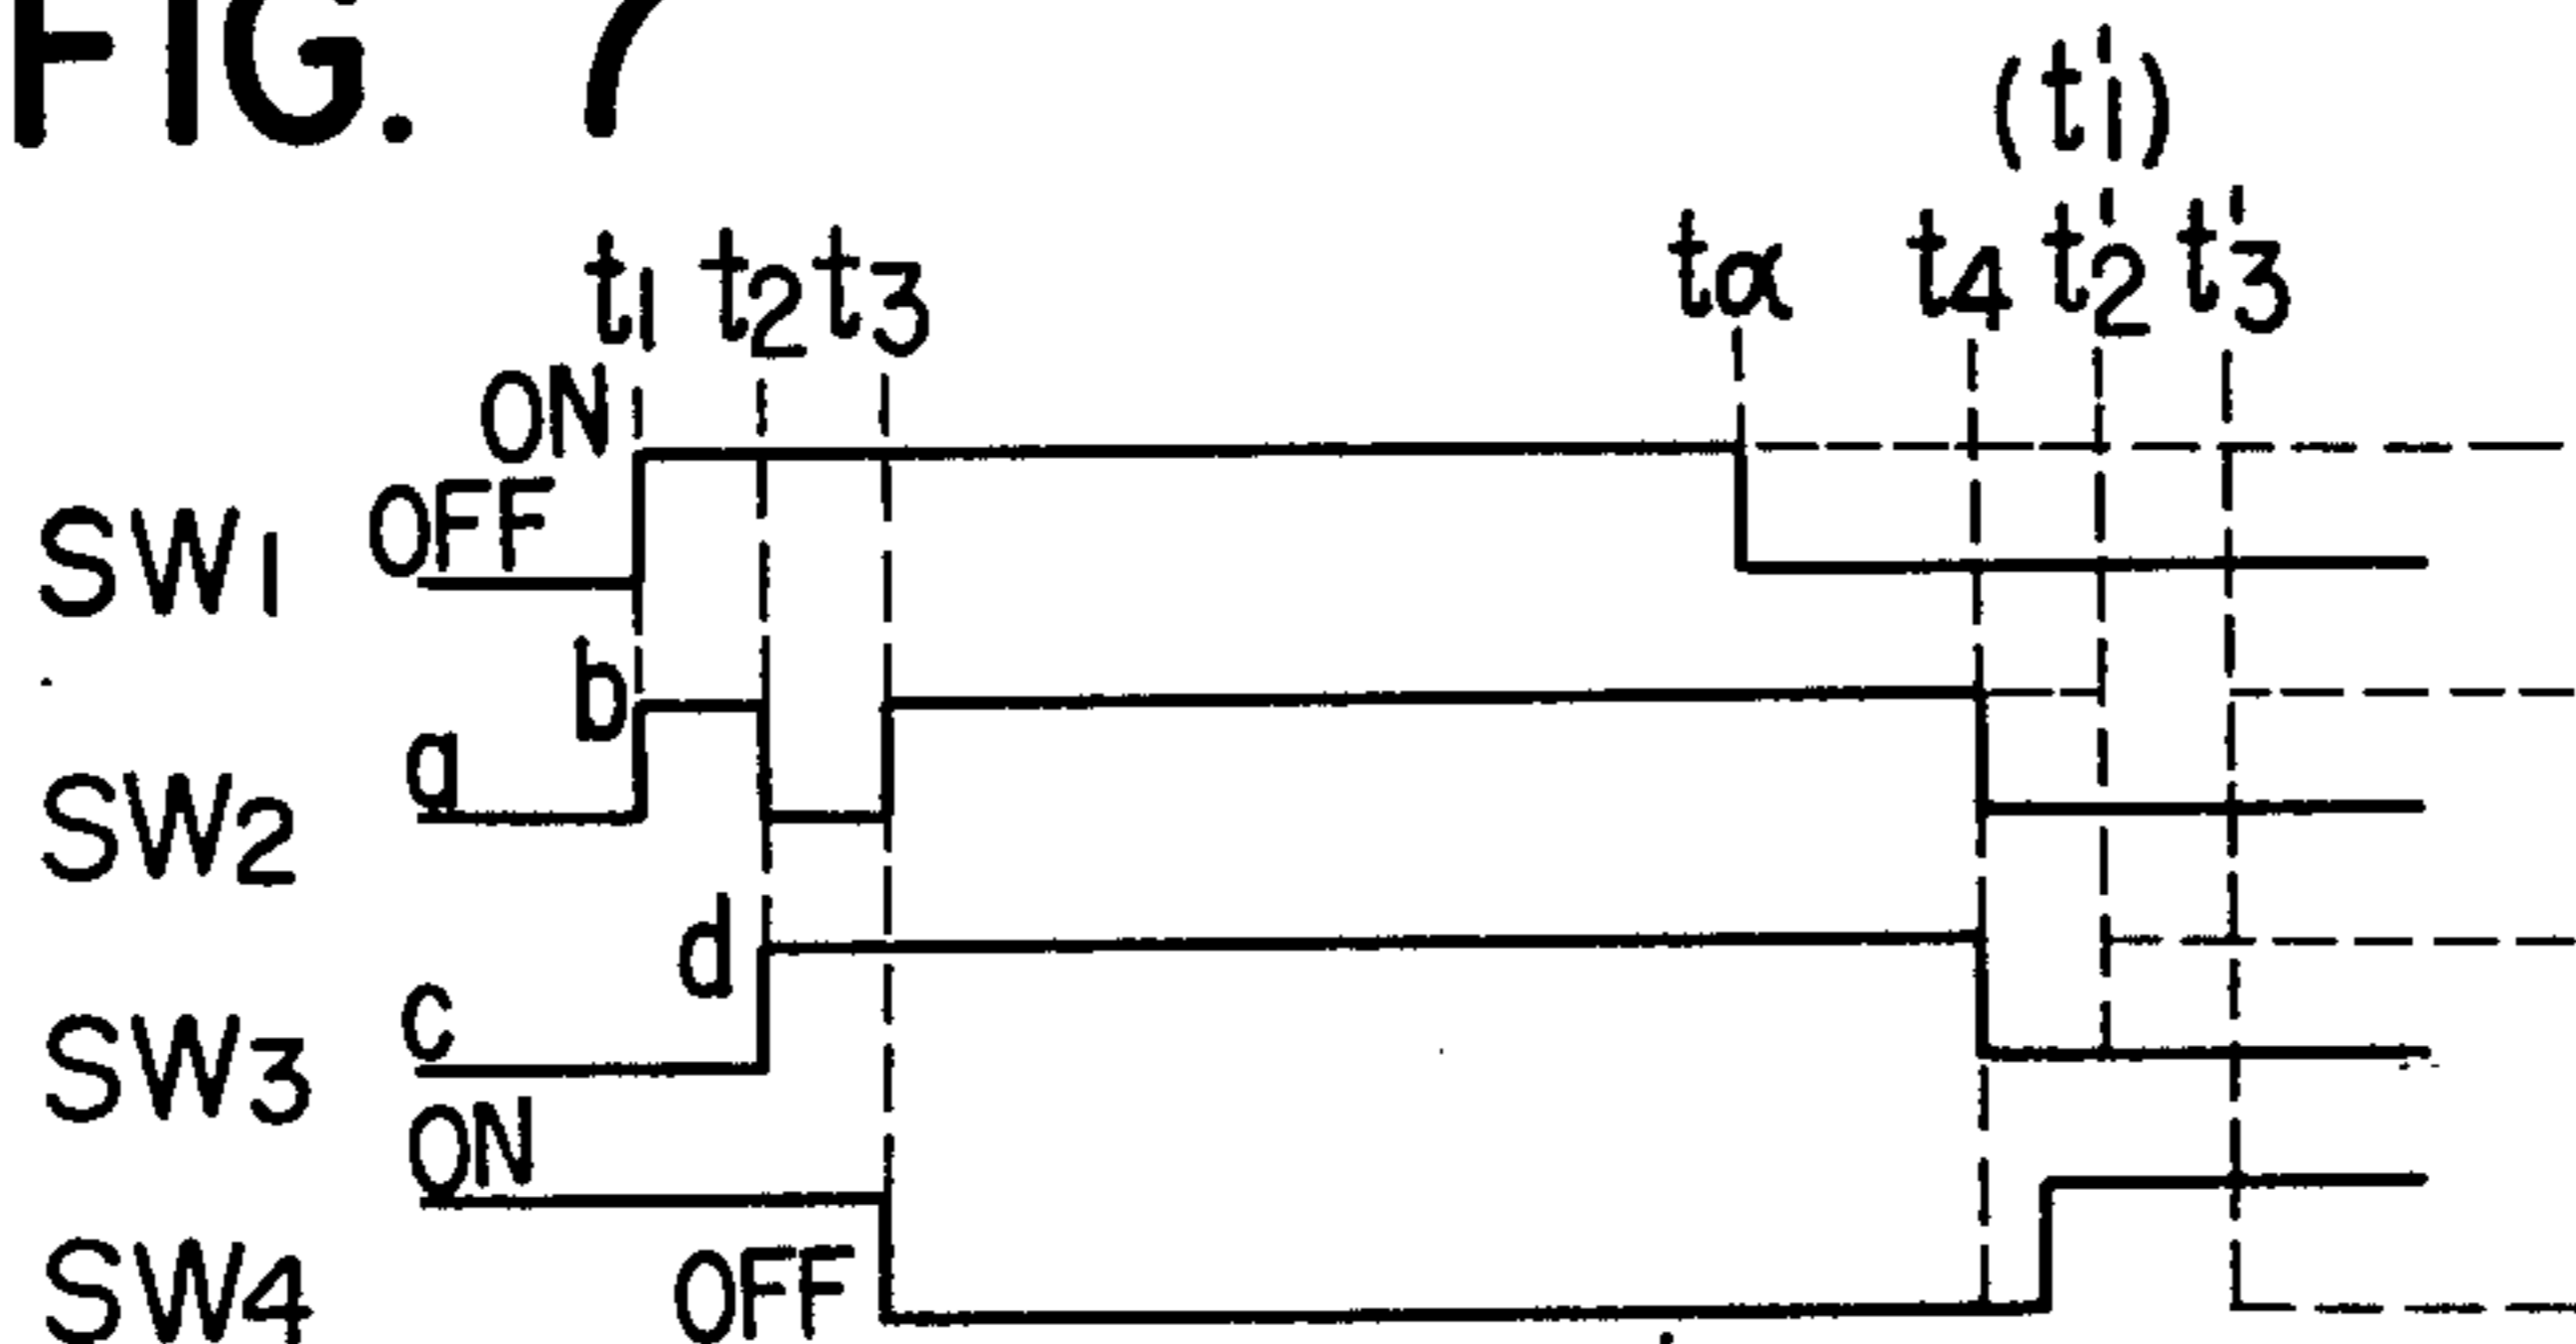 FIG. 7
(t'1)
t1 t2 t3 tα t4 t'2 t'3
ON
OFF
SW1
b
a
SW2
d
c
SW3
ON
OFF
SW4